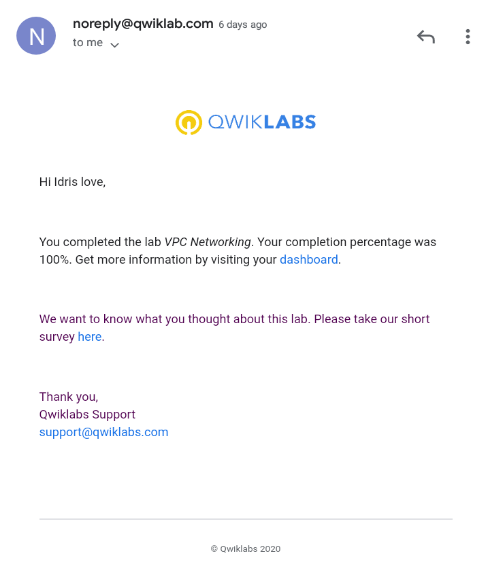 N
noreply@qwiklab.com 6 days ago
to me
QWIKLABS
Hi Idris love,
You completed the lab VPC Networking. Your completion percentage was
100%. Get more information by visiting your dashboard.
We want to know what you thought about this lab. Please take our short
survey here.
Thank you,
Qwiklabs Support
support@qwiklabs.com
© Qwiklabs 2020